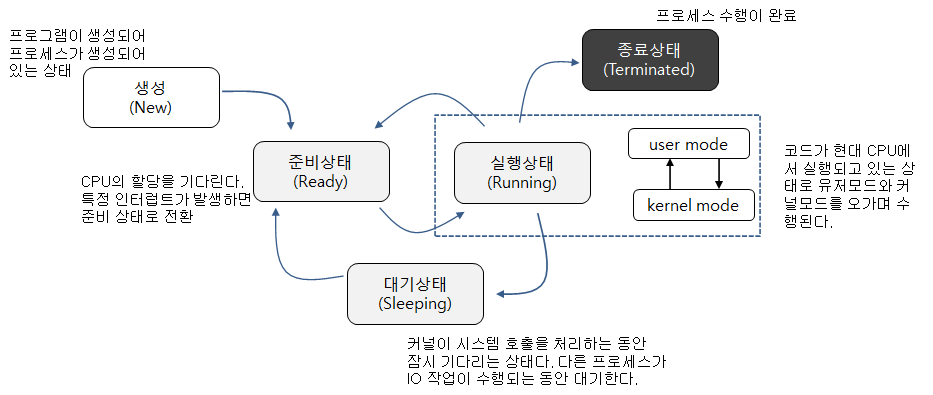 프로세스 수행이 완료
프로그램이 생성되어
프로세스가 생성되어
있는 상태
생성
(New)
종료상태
(Terminated)
준비상태
(Ready)
실행상태
(Running)
user mode
kernel mode
코드가 현대 CPU에
서 실행되고 있는 상
태로 유저모드와 커
널모드를 오가며 수
행된다.
CPU의 할당을 기다린다.
특정 인터럽트가 발생하면
준비 상태로 전환
대기상태
(Sleeping)
커널이 시스템 호출을 처리하는 동안
잠시 기다리는 상태다. 다른 프로세스가
IO 작업이 수행되는 동안 대기한다.